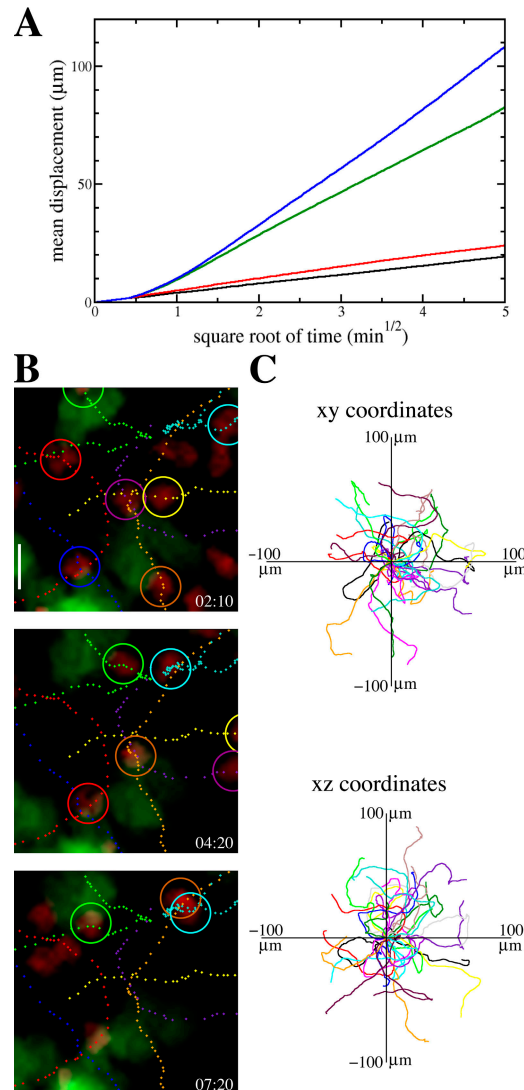 A
mean displacement (μm)
100
50
0
0 1 2 3 4 5
square root of time (min1/2)
B
02:10
04:20
07:20
C
xy coordinates
100 μm
−100 μm
100 μm
−100 μm
xz coordinates
100 μm
−100 μm
100 μm
−100 μm